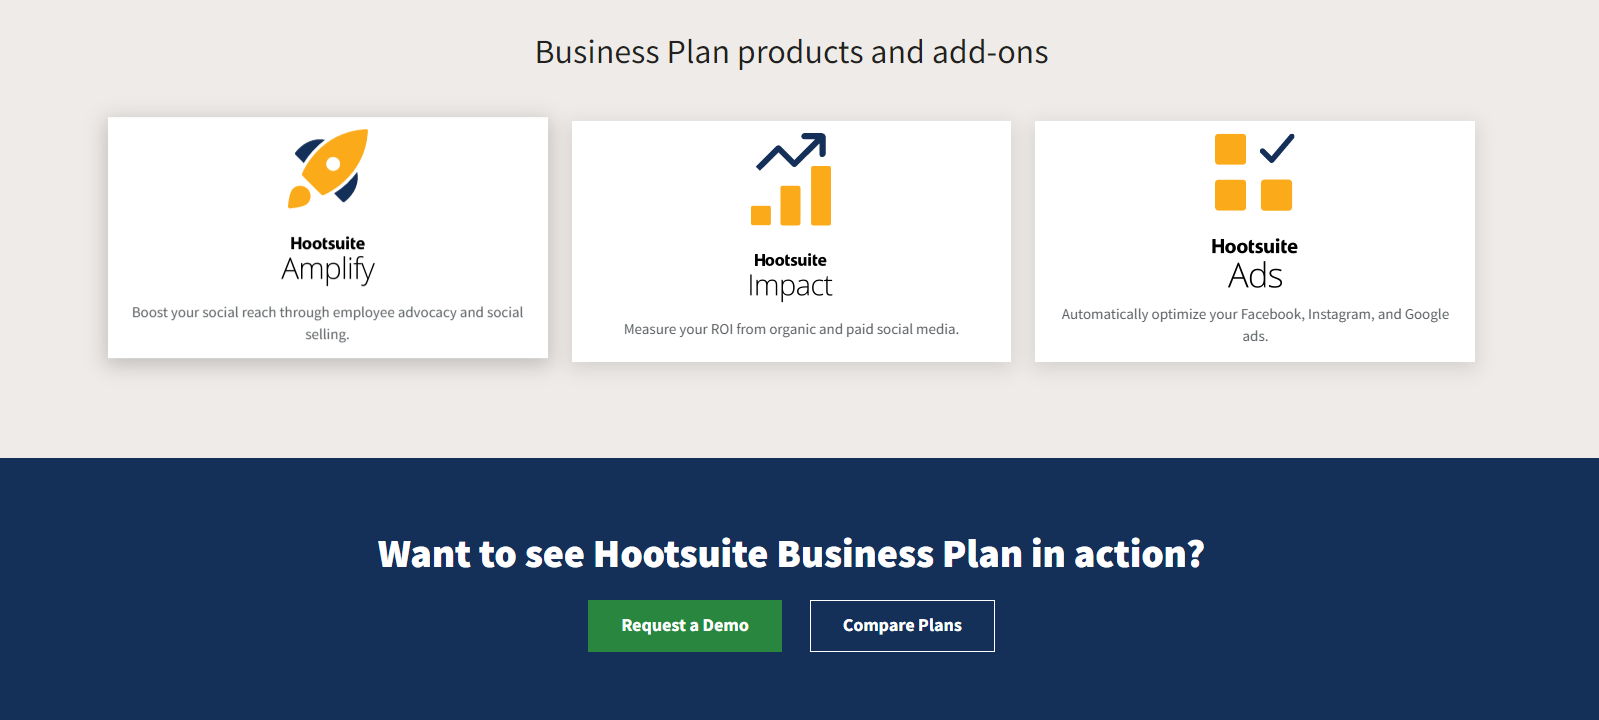 Business Plan products and add-ons
Hootsuite
Amplify
Boost your social reach through employee advocacy and social
selling.
Hootsuite
Impact
Measure your ROI from organic and paid social media.
Hootsuite
Ads
Automatically optimize your Facebook, Instagram, and Google
ads.
Want to see Hootsuite Business Plan in action?
Request a Demo
Compare Plans